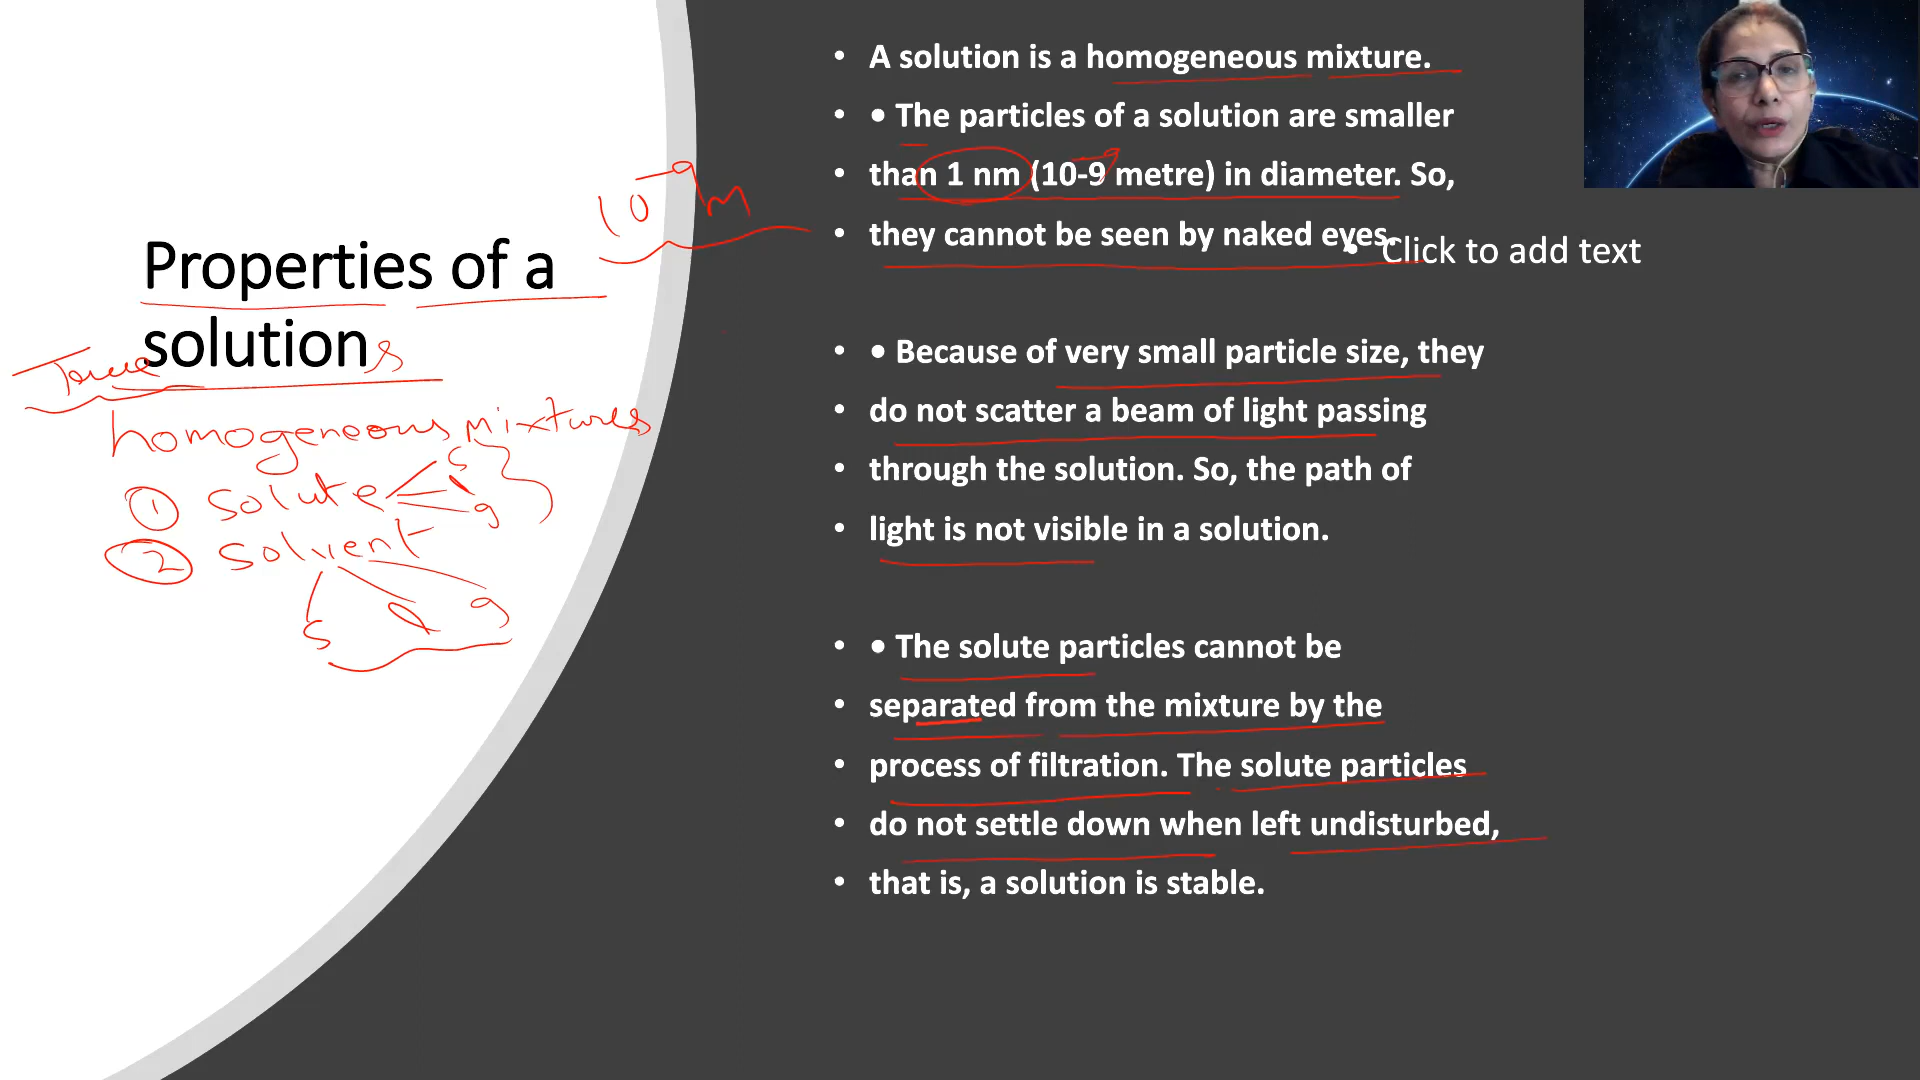 Properties of a
solutions
True
homogeneous mixtures
① solute s l g
② solvent
s l g
10⁻⁹ m
• A solution is a homogeneous mixture.
• • The particles of a solution are smaller
• than 1 nm (10-9 metre) in diameter. So,
• they cannot be seen by naked eyes.
• Click to add text
• • Because of very small particle size, they
• do not scatter a beam of light passing
• through the solution. So, the path of
• light is not visible in a solution.
• • The solute particles cannot be
• separated from the mixture by the
• process of filtration. The solute particles
• do not settle down when left undisturbed,
• that is, a solution is stable.